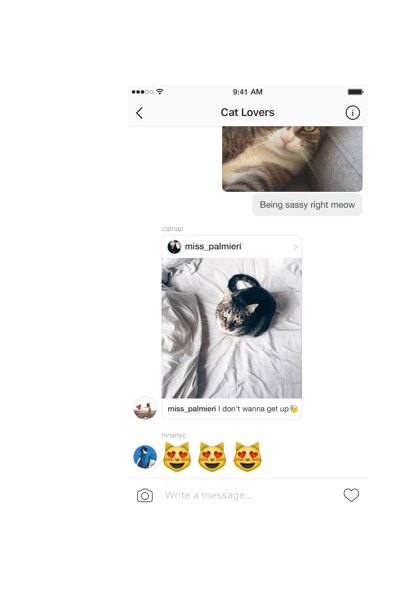 9:41 AM
Cat Lovers
Being sassy right meow
catnap
miss_palmieri
miss_palmieri I don't wanna get up
ninanyc
Write a message...